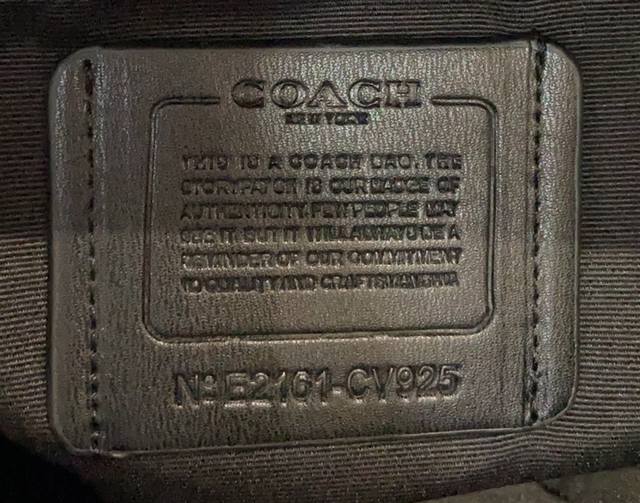 COACH
NEW YORK
THIS IS A COACH BAG. THE
STORYPATCH IS OUR BADGE OF
AUTHENTICITY. FEW PEOPLE MAY
SEE IT BUT IT WILL ALWAYS BE A
REMINDER OF OUR COMMITMENT
TO QUALITY AND CRAFTSMANSHIP
Nº E2161-CV925